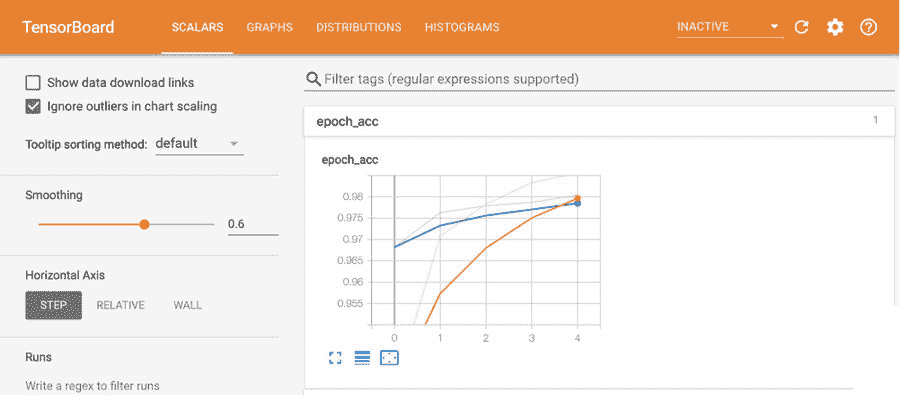 TensorBoard SCALARS GRAPHS DISTRIBUTIONS HISTOGRAMS INACTIVE
Show data download links
Ignore outliers in chart scaling
Tooltip sorting method: default
Smoothing
0.6
Horizontal Axis
STEP RELATIVE WALL
Runs
Write a regex to filter runs
Filter tags (regular expressions supported)
epoch_acc 1
epoch_acc
0.98
0.975
0.97
0.965
0.96
0.955
0 1 2 3 4